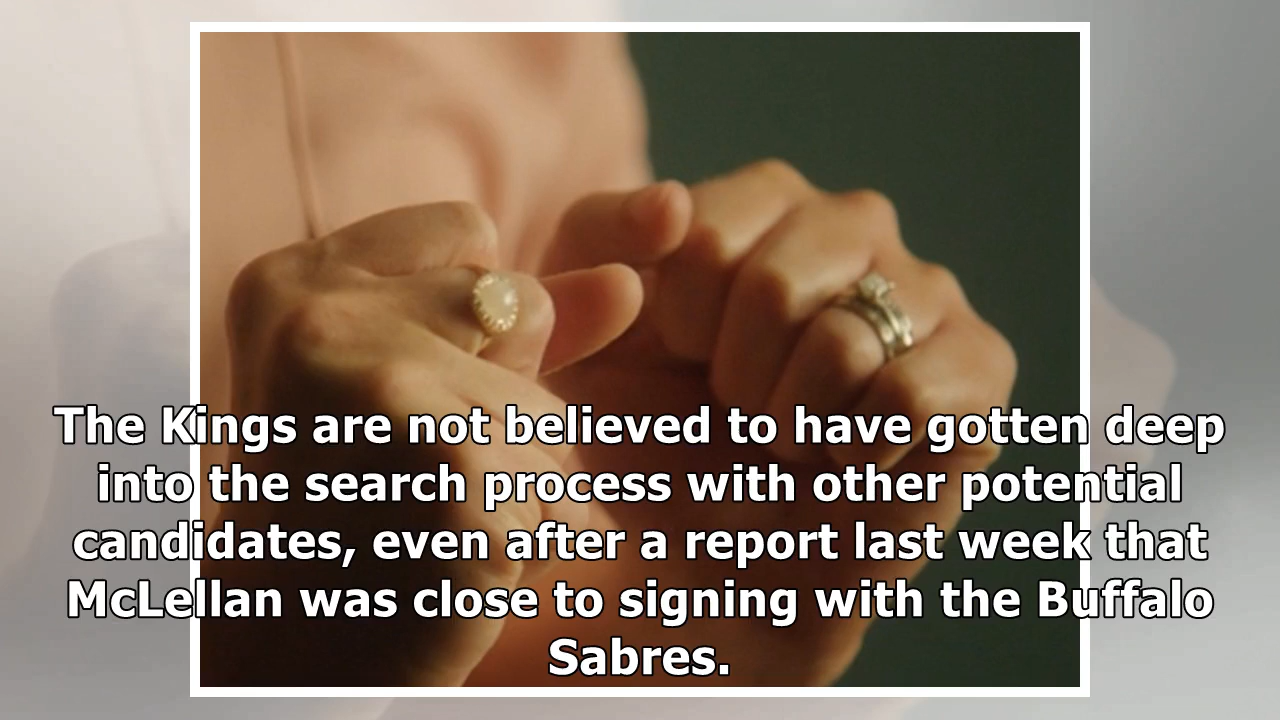 The Kings are not believed to have gotten deep
into the search process with other potential
candidates, even after a report last week that
McLellan was close to signing with the Buffalo
Sabres.